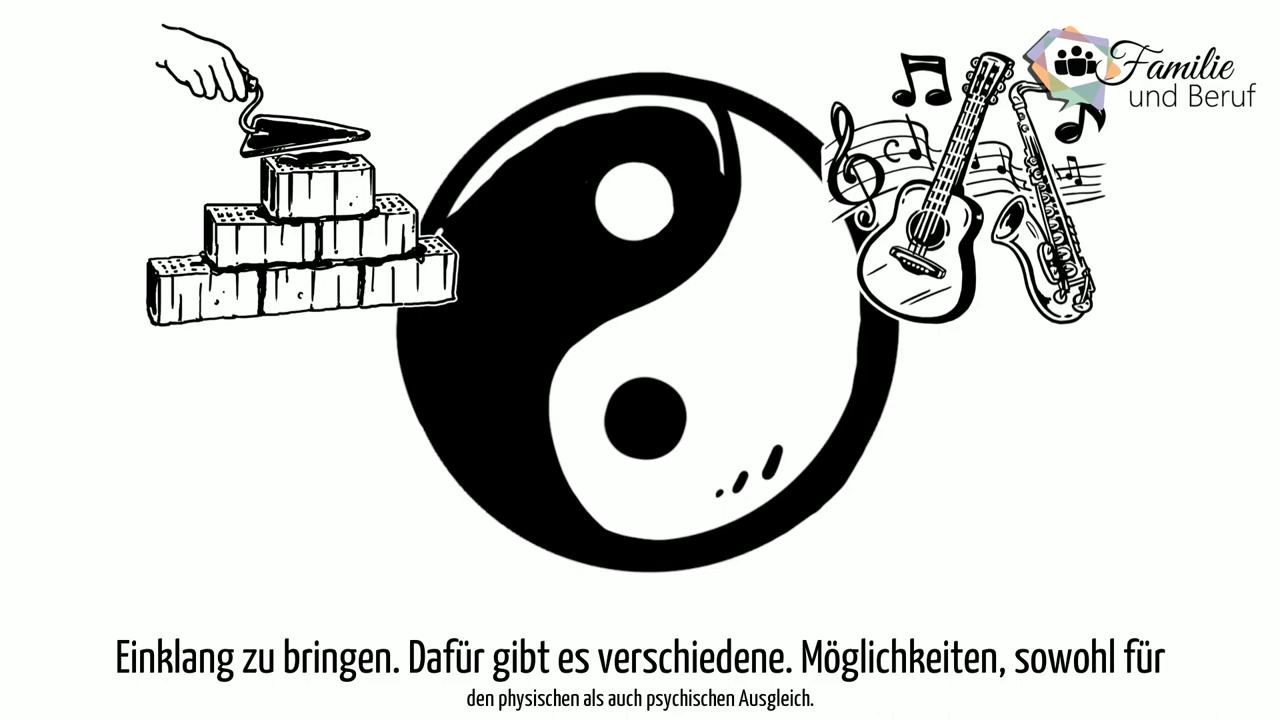 Familie
und Beruf
Einklang zu bringen. Dafür gibt es verschiedene. Möglichkeiten, sowohl für
den physischen als auch psychischen Ausgleich.